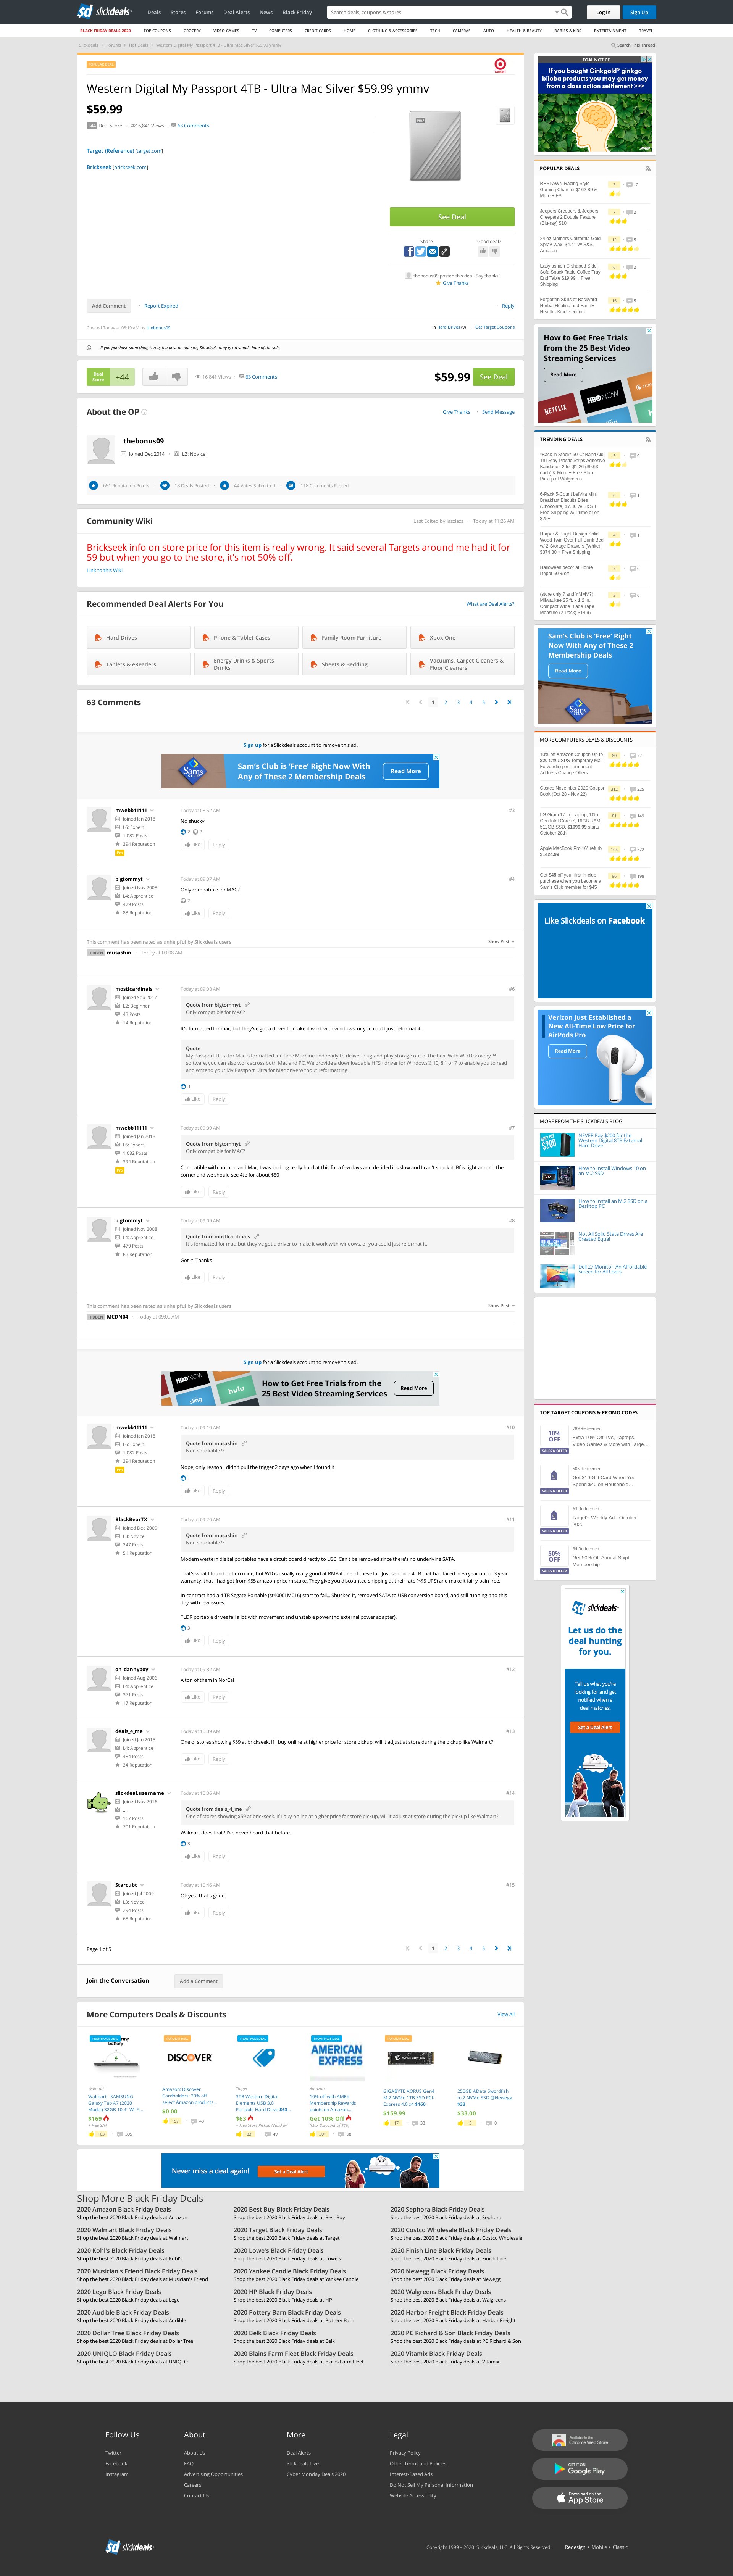 slickdeals
Deals
Stores
Forums
Deal Alerts
News
Black Friday
Search deals, coupons & stores
Log In
Sign Up
BLACK FRIDAY DEALS 2020
TOP COUPONS
GROCERY
VIDEO GAMES
TV
COMPUTERS
CREDIT CARDS
HOME
CLOTHING & ACCESSORIES
TECH
CAMERAS
AUTO
HEALTH & BEAUTY
BABIES & KIDS
ENTERTAINMENT
TRAVEL
Slickdeals
Forums
Hot Deals
Western Digital My Passport 4TB - Ultra Mac Silver $59.99 ymmv
Search This Thread
Western Digital My Passport 4TB - Ultra Mac Silver $59.99 ymmv
$59.99
+44 Deal Score
16,841 Views
63 Comments
Target (Reference) [target.com]
Brickseek [brickseek.com]
See Deal
Share
Good deal?
thebonus09 posted this deal. Say thanks!
Give Thanks
Add Comment
Report Expired
Reply
Created Today at 08:19 AM by thebonus09
in Hard Drives (9)
Get Target Coupons
If you purchase something through a post on our site, Slickdeals may get a small share of the sale.
Deal Score +44
16,841 Views
63 Comments
$59.99
See Deal
About the OP
Give Thanks
Send Message
thebonus09
Joined Dec 2014
L3: Novice
691 Reputation Points
18 Deals Posted
44 Votes Submitted
118 Comments Posted
Community Wiki
Last Edited by lazdazz
Today at 11:26 AM
Brickseek info on store price for this item is really wrong. It said several Targets around me had it for
59 but when you go to the store, it's not 50% off.
Link to this Wiki
Recommended Deal Alerts For You
What are Deal Alerts?
Hard Drives
Phone & Tablet Cases
Family Room Furniture
Xbox One
Tablets & eReaders
Energy Drinks & Sports Drinks
Sheets & Bedding
Vacuums, Carpet Cleaners & Floor Cleaners
63 Comments
1 2 3 4 5
Sign up for a Slickdeals account to remove this ad.
Sam's Club is 'Free' Right Now With
Any of These 2 Membership Deals
Read More
mwebb11111
Joined Jan 2018
L6: Expert
1,082 Posts
394 Reputation
Pro
Today at 08:52 AM
#3
No shucky
2 3
Like
Reply
bigtommyt
Joined Nov 2008
L4: Apprentice
479 Posts
83 Reputation
Today at 09:07 AM
#4
Only compatible for MAC?
2
Like
Reply
This comment has been rated as unhelpful by Slickdeals users
Show Post
musashin
Today at 09:08 AM
mostlcardinals
Joined Sep 2017
L2: Beginner
43 Posts
14 Reputation
Today at 09:08 AM
#6
Quote from bigtommyt
Only compatible for MAC?
It's formatted for mac, but they've got a driver to make it work with windows, or you could just reformat it.
Quote
My Passport Ultra for Mac is formatted for Time Machine and ready to deliver plug-and-play storage out of the box. With WD Discovery™
software, you can also work across both Mac and PC. We provide a downloadable HFS+ driver for Windows® 10, 8.1 or 7 to enable you to read
and write to your My Passport Ultra for Mac drive without reformatting.
3
Like
Reply
mwebb11111
Joined Jan 2018
L6: Expert
1,082 Posts
394 Reputation
Pro
Today at 09:09 AM
#7
Quote from bigtommyt
Only compatible for MAC?
Compatible with both pc and Mac, I was looking really hard at this for a few days and decided it's slow and I can't shuck it. BF is right around the
corner and we should see 4tb for about $50
Like
Reply
bigtommyt
Joined Nov 2008
L4: Apprentice
479 Posts
83 Reputation
Today at 09:09 AM
#8
Quote from mostlcardinals
It's formatted for mac, but they've got a driver to make it work with windows, or you could just reformat it.
Got it. Thanks
Like
Reply
This comment has been rated as unhelpful by Slickdeals users
Show Post
MCDN04
Today at 09:09 AM
Sign up for a Slickdeals account to remove this ad.
HBO NOW
hulu
How to Get Free Trials from the
25 Best Video Streaming Services
Read More
mwebb11111
Joined Jan 2018
L6: Expert
1,082 Posts
394 Reputation
Pro
Today at 09:10 AM
#10
Quote from musashin
Non shuckable??
Nope, only reason I didn't pull the trigger 2 days ago when I found it
1
Like
Reply
BlackBearTX
Joined Dec 2009
L3: Novice
247 Posts
51 Reputation
Today at 09:20 AM
#11
Quote from musashin
Non shuckable??
Modern western digital portables have a circuit board directly to USB. Can't be removed since there's no underlying SATA.
That's what I found out on mine, but WD is usually really good at RMA if one of these fail. Just sent in a 4 TB that had failed in ~a year out of 3 year
warranty; that I had got from $55 amazon price mistake. They give you discounted shipping at their rate (<$5 UPS) and usually make it fairly pain free.
In contrast had a 4 TB Segate Portable (st4000LM016) start to fail... Shucked it, removed SATA to USB conversion board, and still running it to this
day with few issues.
TLDR portable drives fail a lot with movement and unstable power (no external power adapter).
3
Like
Reply
oh_dannyboy
Joined Aug 2006
L4: Apprentice
371 Posts
17 Reputation
Today at 09:32 AM
#12
A ton of them in NorCal
Like
Reply
deals_4_me
Joined Jan 2015
L4: Apprentice
484 Posts
34 Reputation
Today at 10:03 AM
#13
One of stores showing $59 at brickseek. If I buy online at higher price for store pickup, will it adjust at store during the pickup like Walmart?
Like
Reply
slickdeal.username
Joined Nov 2016
167 Posts
701 Reputation
Today at 10:36 AM
#14
Quote from deals_4_me
One of stores showing $59 at brickseek. If I buy online at higher price for store pickup, will it adjust at store during the pickup like Walmart?
Walmart does that? I've never heard that before.
3
Like
Reply
Starcubt
Joined Jul 2009
L3: Novice
294 Posts
68 Reputation
Today at 10:46 AM
#15
Ok yes. That's good.
Like
Reply
Page 1 of 5
1 2 3 4 5
Join the Conversation
Add a Comment
More Computers Deals & Discounts
View All
Walmart
Walmart - SAMSUNG
Galaxy Tab A7 (2020
Model) 32GB 10.4" Wi-Fi...
$169
DISCOVER
Amazon: Discover
Cardholders: 20% off
select Amazon products...
$0.00
Target
3TB Western Digital
Elements USB 3.0
Portable Hard Drive $63...
$63
AMERICAN EXPRESS
Amazon
10% off with AMEX
Membership Rewards
points on Amazon...
Get 10% Off
GIGABYTE AORUS Gen4
M.2 NVMe 1TB SSD PCI-
Express 4.0 x4 $160
$159.99
250GB AData Swordfish
m.2 NVMe SSD @Newegg
$33
$33.00
Never miss a deal again!
Set a Deal Alert
Shop More Black Friday Deals
2020 Amazon Black Friday Deals
Shop the best 2020 Black Friday deals at Amazon
2020 Best Buy Black Friday Deals
Shop the best 2020 Black Friday deals at Best Buy
2020 Sephora Black Friday Deals
Shop the best 2020 Black Friday deals at Sephora
2020 Walmart Black Friday Deals
Shop the best 2020 Black Friday deals at Walmart
2020 Target Black Friday Deals
Shop the best 2020 Black Friday deals at Target
2020 Costco Wholesale Black Friday Deals
Shop the best 2020 Black Friday deals at Costco Wholesale
2020 Kohl's Black Friday Deals
Shop the best 2020 Black Friday deals at Kohl's
2020 Lowe's Black Friday Deals
Shop the best 2020 Black Friday deals at Lowe's
2020 Finish Line Black Friday Deals
Shop the best 2020 Black Friday deals at Finish Line
2020 Musician's Friend Black Friday Deals
Shop the best 2020 Black Friday deals at Musician's Friend
2020 Yankee Candle Black Friday Deals
Shop the best 2020 Black Friday deals at Yankee Candle
2020 Newegg Black Friday Deals
Shop the best 2020 Black Friday deals at Newegg
2020 Lego Black Friday Deals
Shop the best 2020 Black Friday deals at Lego
2020 HP Black Friday Deals
Shop the best 2020 Black Friday deals at HP
2020 Walgreens Black Friday Deals
Shop the best 2020 Black Friday deals at Walgreens
2020 Audible Black Friday Deals
Shop the best 2020 Black Friday deals at Audible
2020 Pottery Barn Black Friday Deals
Shop the best 2020 Black Friday deals at Pottery Barn
2020 Harbor Freight Black Friday Deals
Shop the best 2020 Black Friday deals at Harbor Freight
2020 Dollar Tree Black Friday Deals
Shop the best 2020 Black Friday deals at Dollar Tree
2020 Belk Black Friday Deals
Shop the best 2020 Black Friday deals at Belk
2020 PC Richard & Son Black Friday Deals
Shop the best 2020 Black Friday deals at PC Richard & Son
2020 UNIQLO Black Friday Deals
Shop the best 2020 Black Friday deals at UNIQLO
2020 Blains Farm Fleet Black Friday Deals
Shop the best 2020 Black Friday deals at Blains Farm Fleet
2020 Vitamix Black Friday Deals
Shop the best 2020 Black Friday deals at Vitamix
LEGAL NOTICE
If you bought Ginkgold® ginkgo
biloba products you may get money
from a class action settlement >>>
POPULAR DEALS
RESPAWN Racing Style
Gaming Chair for $162.89 &
More + FS
3 12
Jeepers Creepers & Jeepers
Creepers 2 Double Feature
(Blu-ray) $10
7 2
24 oz Mothers California Gold
Spray Wax, $4.41 w/ S&S,
Amazon
12 5
Easyfashion C-shaped Side
Sofa Snack Table Coffee Tray
End Table $19.99 + Free
Shipping
6 2
Forgotten Skills of Backyard
Herbal Healing and Family
Health - Kindle edition
16 5
How to Get Free Trials
from the 25 Best Video
Streaming Services
Read More
NETFLIX
HBO NOW
TRENDING DEALS
*Back in Stock* 60-Ct Band Aid
Tru-Stay Plastic Strips Adhesive
Bandages 2 for $1.26 ($0.63
each) & More + Free Store
Pickup at Walgreens
5 0
6-Pack 5-Count belVita Mini
Breakfast Biscuits Bites
(Chocolate) $7.66 w/ S&S +
Free Shipping w/ Prime or on
$25+
6 1
Harper & Bright Design Solid
Wood Twin Over Full Bunk Bed
w/ 2-Storage Drawers (White)
$374.80 + Free Shipping
4 1
Halloween decor at Home
Depot 50% off
3 0
(store only ? and YMMV?)
Milwaukee 25 ft. x 1.2 in.
Compact Wide Blade Tape
Measure (2-Pack) $14.97
3 0
Sam's Club is 'Free' Right
Now With Any of These 2
Membership Deals
Read More
MORE COMPUTERS DEALS & DISCOUNTS
10% off Amazon Coupon Up to
$20 Off! USPS Temporary Mail
Forwarding or Permanent
Address Change Offers
Costco November 2020 Coupon
Book (Oct 28 - Nov 22)
LG Gram 17 in. Laptop, 10th
Gen Intel Core i7, 16GB RAM,
512GB SSD, $1099.99 starts
October 28th
Apple MacBook Pro 16" refurb
$1424.99
Get $45 off your first in-club
purchase when you become a
Sam's Club member for $45
Like Slickdeals on Facebook
Verizon Just Established a
New All-Time Low Price for
AirPods Pro
Read More
MORE FROM THE SLICKDEALS BLOG
NEVER Pay $200 for the
Western Digital 8TB External
Hard Drive
How to Install Windows 10 on
an M.2 SSD
How to Install an M.2 SSD on a
Desktop PC
Not All Solid State Drives Are
Created Equal
Dell 27 Monitor: An Affordable
Screen for All Users
TOP TARGET COUPONS & PROMO CODES
10% OFF
SALES & OFFER
789 Redeemed
Extra 10% Off TVs, Laptops,
Video Games & More with Targe...
SALES & OFFER
505 Redeemed
Get $10 Gift Card When You
Spend $40 on Household...
SALES & OFFER
63 Redeemed
Target's Weekly Ad - October
2020
50% OFF
SALES & OFFER
34 Redeemed
Get 50% Off Annual Shipt
Membership
slickdeals
Let us do the
deal hunting
for you.
Tell us what you're
looking for and get
notified when a
deal matches.
Set a Deal Alert
Follow Us
Twitter
Facebook
Instagram
About
About Us
FAQ
Advertising Opportunities
Careers
Contact Us
More
Deal Alerts
Slickdeals Live
Cyber Monday Deals 2020
Legal
Privacy Policy
Other Terms and Policies
Interest-Based Ads
Do Not Sell My Personal Information
Website Accessibility
Available in the
Chrome Web Store
GET IT ON
Google Play
Download on the
App Store
slickdeals
Copyright 1999 - 2020. Slickdeals, LLC. All Rights Reserved.
Redesign • Mobile • Classic